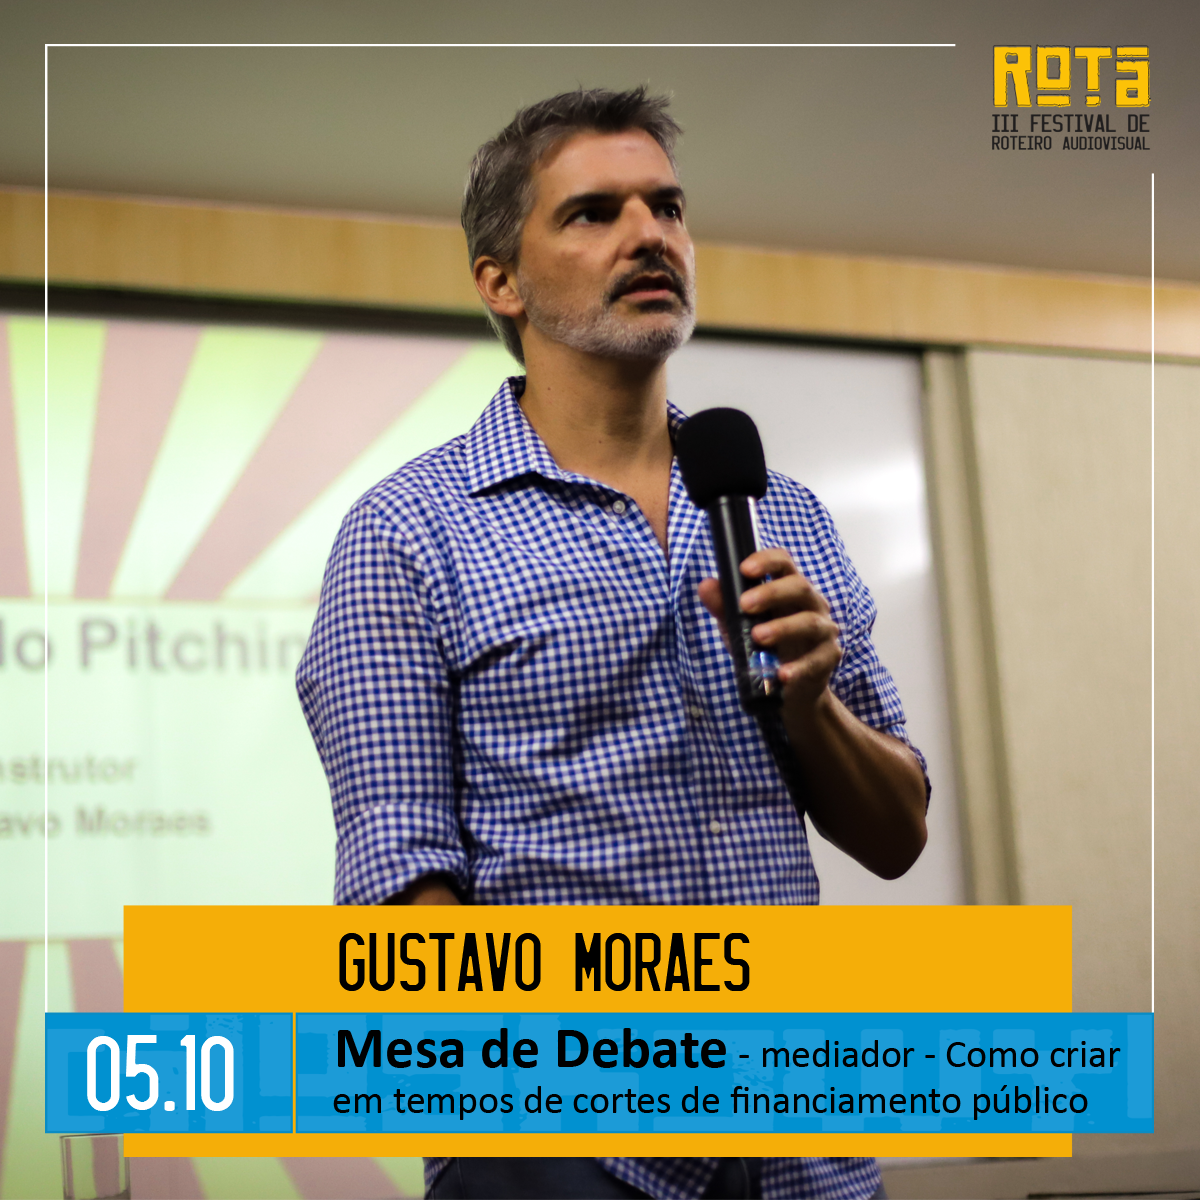 ROTA
III FESTIVAL DE
ROTEIRO AUDIOVISUAL
Moraes
GUSTAVO MORAES
05.10
Mesa de Debate - mediador - Como criar
em tempos de cortes de financiamento público